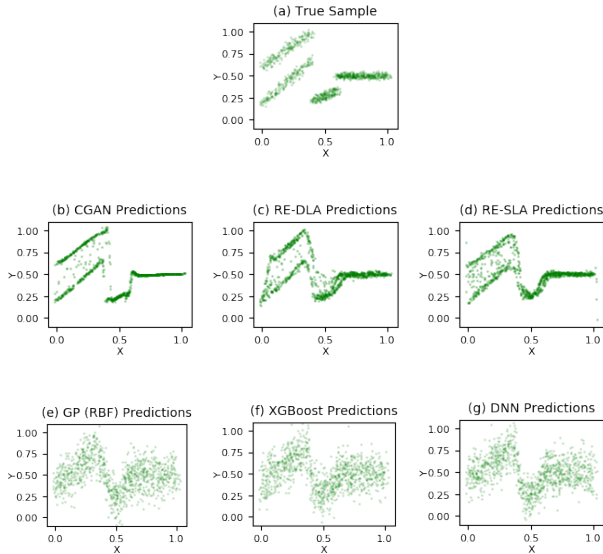 (a) True Sample
1.00
0.75
0.50
0.25
0.00
Y
0.0 0.5 1.0
X
(b) CGAN Predictions (c) RE-DLA Predictions (d) RE-SLA Predictions
1.00 1.00 1.00
0.75 0.75 0.75
0.50 0.50 0.50
0.25 0.25 0.25
0.00 0.00 0.00
Y Y Y
0.0 0.5 1.0 0.0 0.5 1.0 0.0 0.5 1.0
X X X
(e) GP (RBF) Predictions (f) XGBoost Predictions (g) DNN Predictions
1.00 1.00 1.00
0.75 0.75 0.75
0.50 0.50 0.50
0.25 0.25 0.25
0.00 0.00 0.00
Y Y Y
0.0 0.5 1.0 0.0 0.5 1.0 0.0 0.5 1.0
X X X